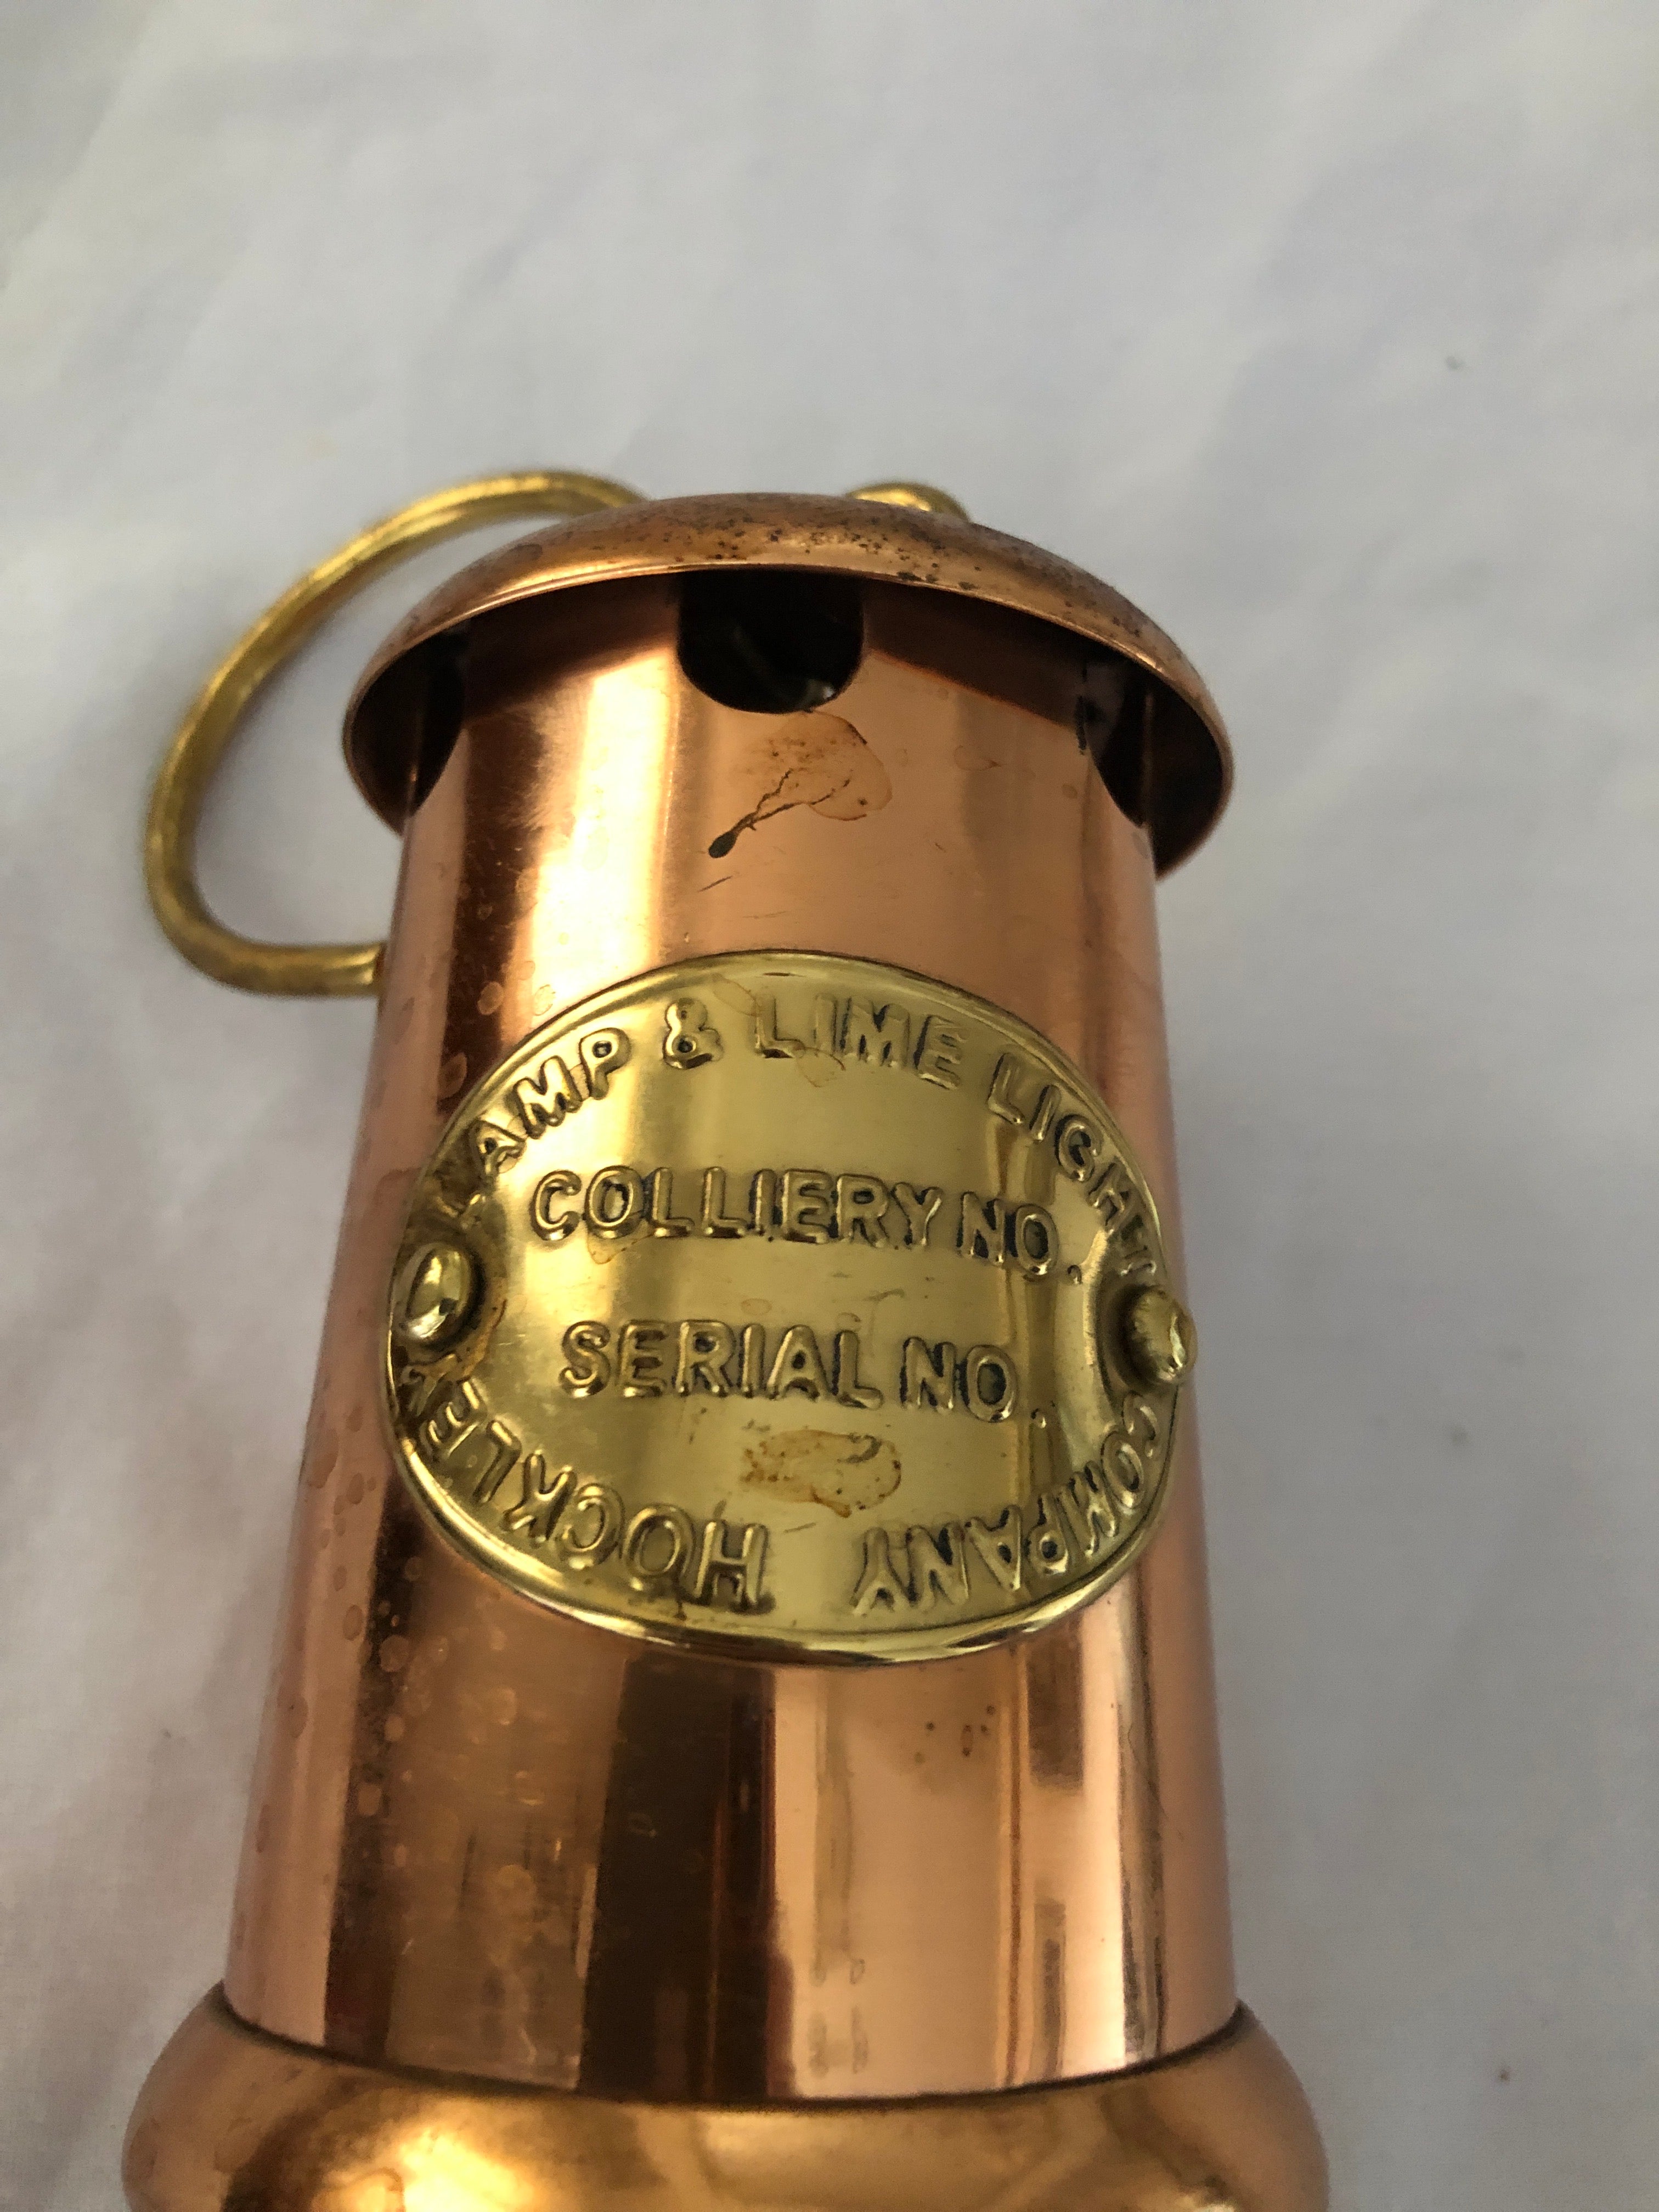 LAMP & LIME LIGHT
COLLIERY NO.
SERIAL NO.
HOCKLEY
COMPANY